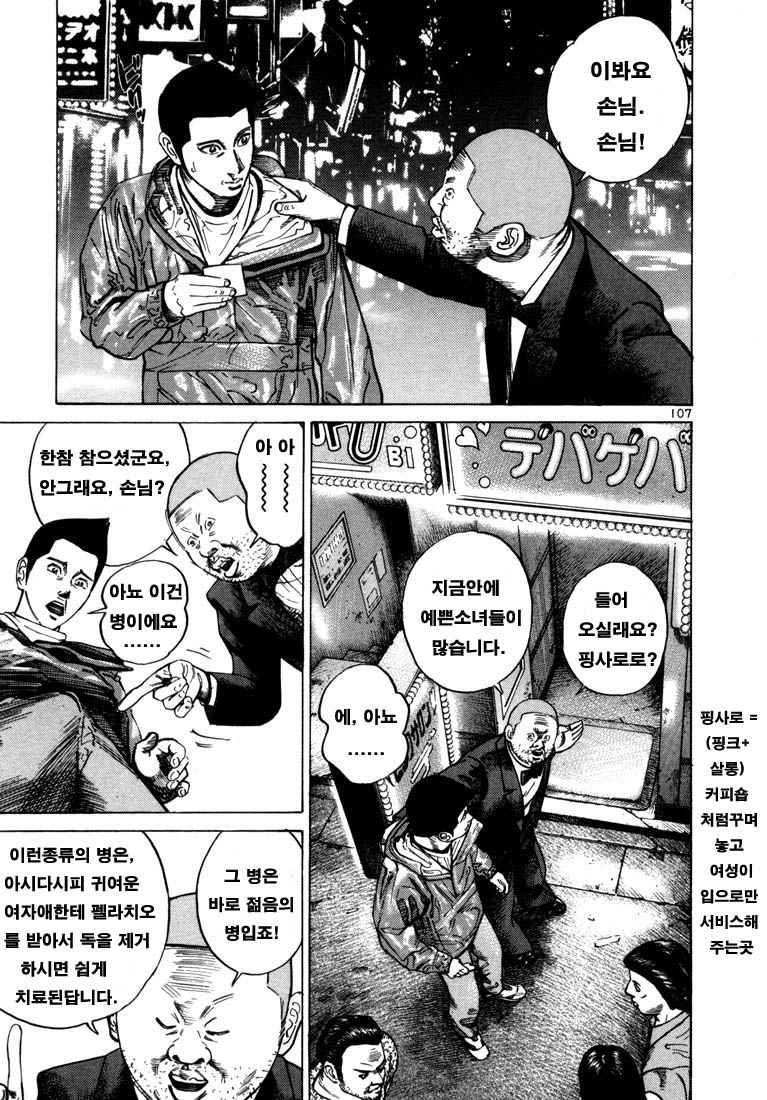 이봐요
손님.
손님!
107
지금안에
예쁜소녀들이
많습니다.
들어
오실래요?
핑사로로?
에, 아뇨
......
B1
デバゲバ
아 아
한참 참으셨군요,
안그래요, 손님?
아뇨 이건
병이에요
......
그 병은
바로 젊음의
병입죠!
이런종류의 병은,
아시다시피 귀여운
여자애한테 펠라치오
를 받아서 독을 제거
하시면 쉽게
치료된답니다.
핑사로 =
(핑크+
살롱)
커피숍
처럼꾸며
놓고
여성이
입으로만
서비스해
주는곳